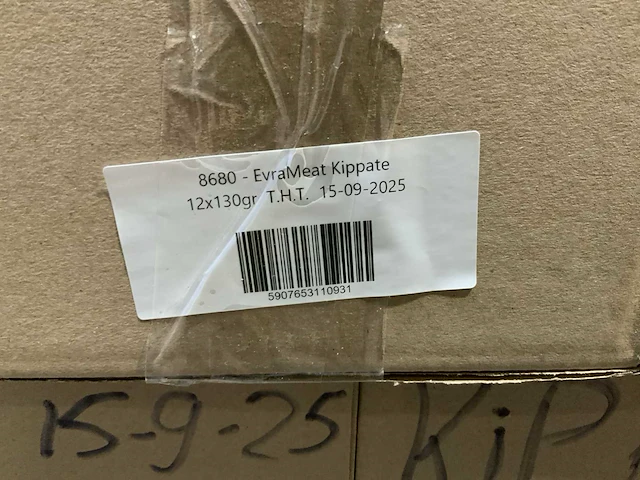 8680 - EvraMeat Kippate
12x130gr T.H.T. 15-09-2025
5907653110931
15-9-25
KiP